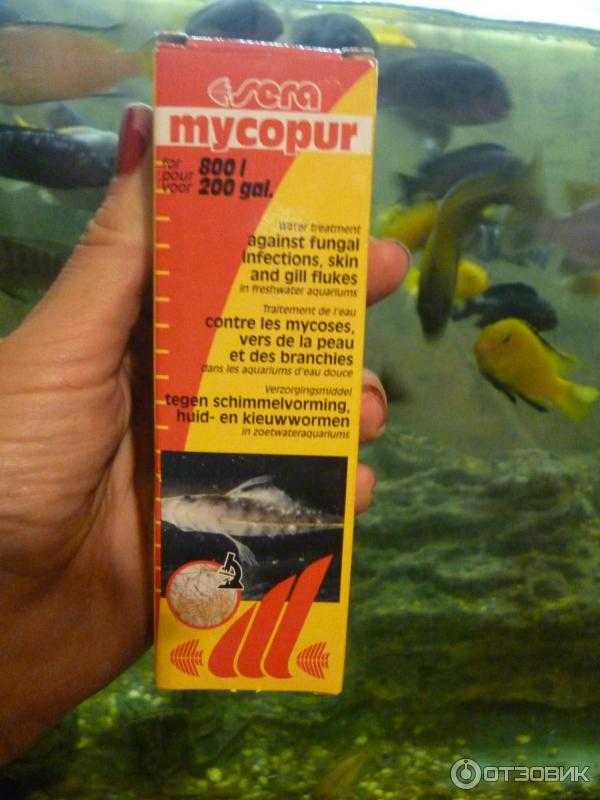 sera
mycopur
for
pour
voor
800 l
200 gal.
Water treatment
against fungal
infections, skin
and gill flukes
in freshwater aquariums
Traitement de l'eau
contre les mycoses,
vers de la peau
et des branchies
dans les aquariums d'eau douce
Verzorgingsmiddel
tegen schimmelvorming,
huid- en kieuwwormen
in zoetwateraquariums
ОТЗОВИК